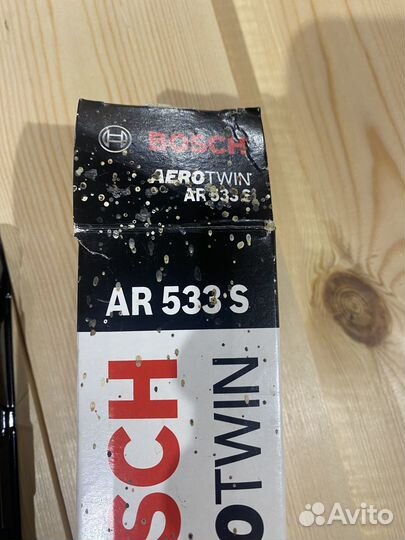 BOSCH
AEROTWIN
AR 533 S
AR 533 S
BOSCH
AEROTWIN
Avito